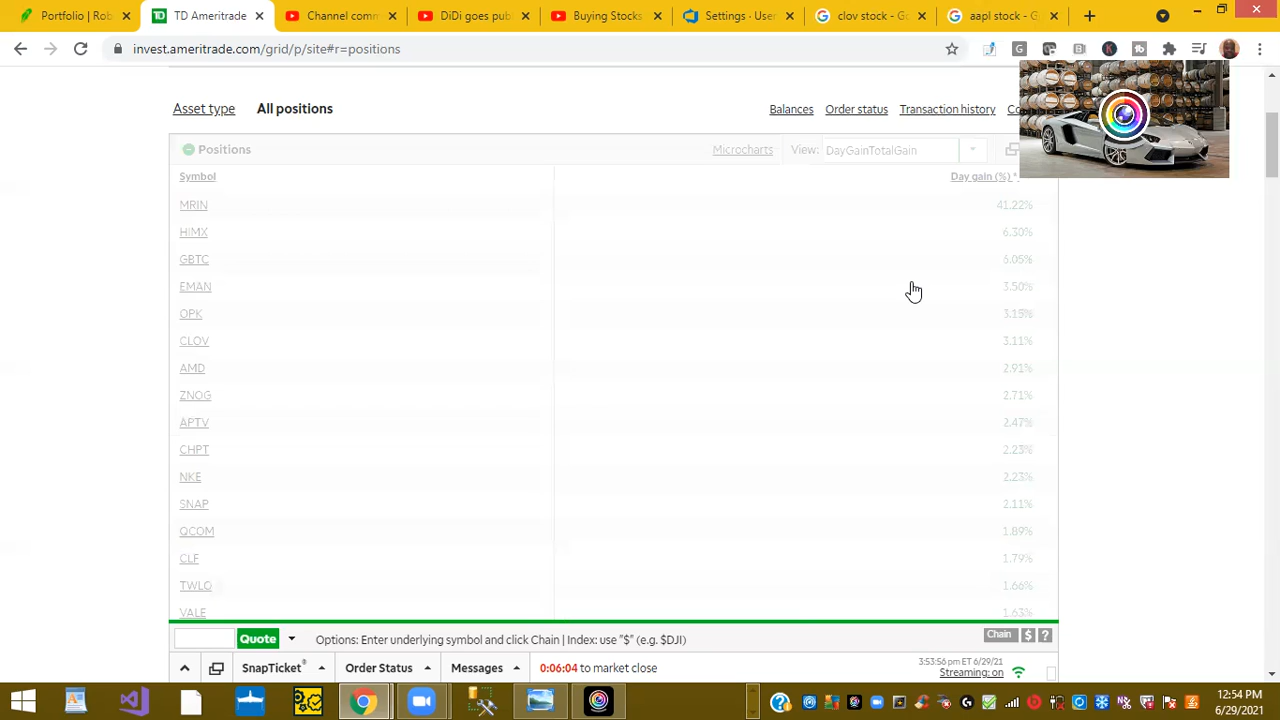 Portfolio | Rob
TD Ameritrade
Channel comm
DiDi goes publ
Buying Stocks
Settings - User
clov stock - Go
aapl stock - G
invest.ameritrade.com/grid/p/site#r=positions
Asset type
All positions
Balances
Order status
Transaction history
Positions
Microcharts
View:
DayGainTotalGain
Symbol
Day gain (%)
MRIN 41.22%
HIMX 6.30%
GBTC 6.05%
EMAN 3.50%
OPK 3.15%
CLOV 3.11%
AMD 2.91%
ZNOG 2.71%
APTV 2.47%
CHPT 2.23%
NKE 2.23%
SNAP 2.11%
QCOM 1.89%
CLF 1.79%
TWLO 1.66%
VALE 1.63%
Quote
Options: Enter underlying symbol and click Chain | Index: use "$" (e.g. $DJI)
Chain $ ?
SnapTicket®
Order Status
Messages
0:06:04 to market close
3:53:56 pm ET 6/29/21
Streaming: on
12:54 PM
6/29/2021